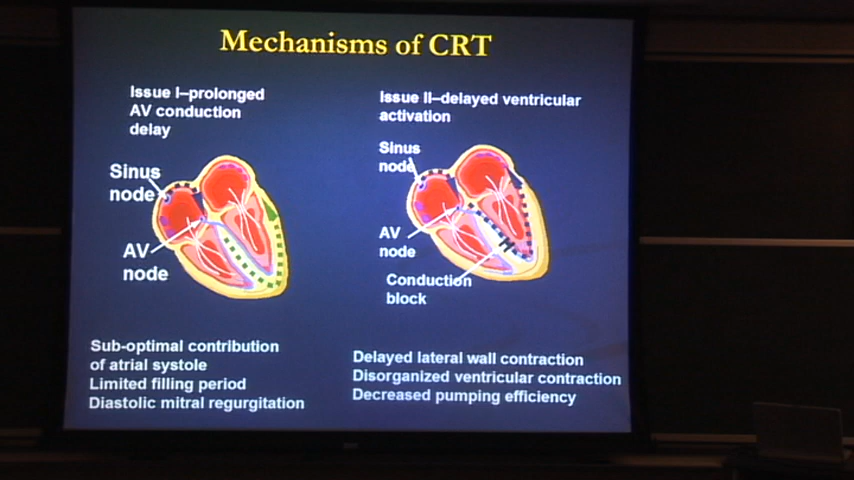 Mechanisms of CRT
Issue I–prolonged
AV conduction
delay
Sinus
node
AV
node
Sub-optimal contribution
of atrial systole
Limited filling period
Diastolic mitral regurgitation
Issue II–delayed ventricular
activation
Sinus
node
AV
node
Conduction
block
Delayed lateral wall contraction
Disorganized ventricular contraction
Decreased pumping efficiency